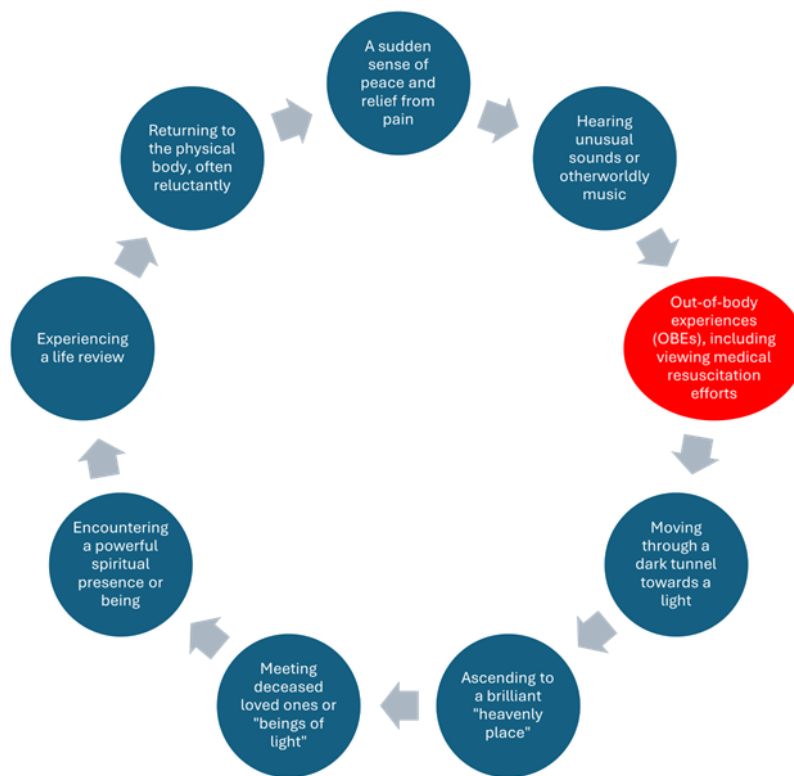 A sudden
sense of
peace and
relief from
pain
Hearing
unusual
sounds or
otherworldly
music
Out-of-body
experiences
(OBEs), including
viewing medical
resuscitation
efforts
Moving
through a
dark tunnel
towards a
light
Ascending to
a brilliant
"heavenly
place"
Meeting
deceased
loved ones or
"beings of
light"
Encountering
a powerful
spiritual
presence or
being
Experiencing
a life review
Returning to
the physical
body, often
reluctantly